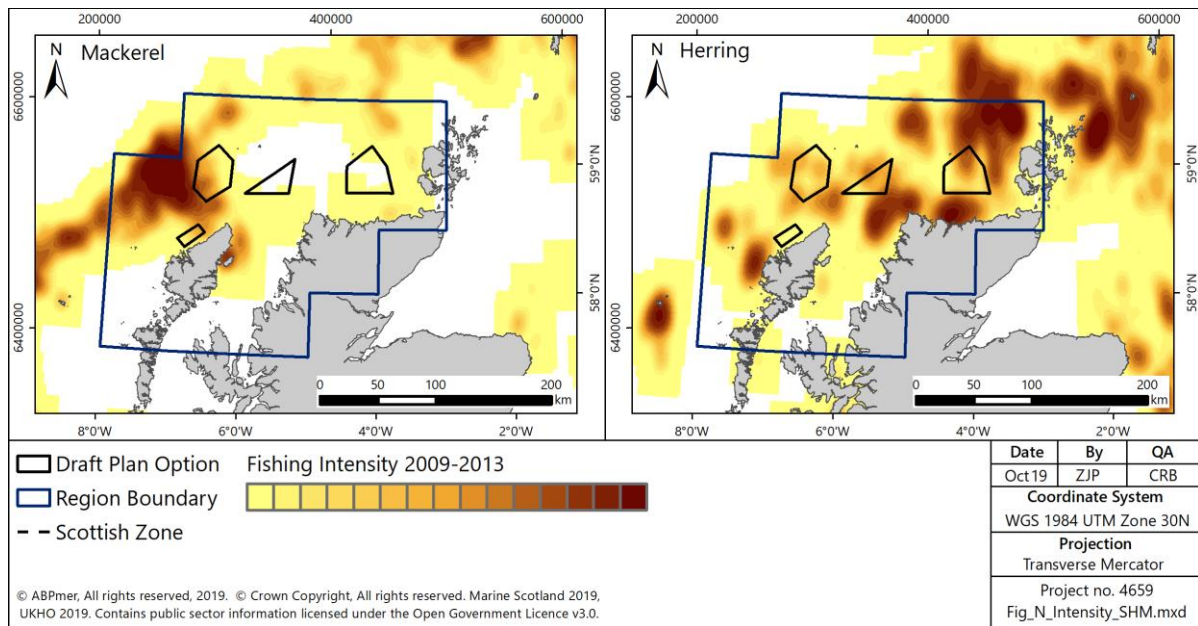 200000 400000 600000
200000 400000 600000
N
Mackerel
N
Herring
6600000
6400000
6600000
6400000
59°0'N
58°0'N
59°0'N
58°0'N
0 50 100 200
km
0 50 100 200
km
8°0'W 6°0'W 4°0'W 2°0'W
8°0'W 6°0'W 4°0'W 2°0'W
Draft Plan Option
Region Boundary
Scottish Zone
Fishing Intensity 2009-2013
Date By QA
Oct 19 ZJP CRB
Coordinate System
WGS 1984 UTM Zone 30N
Projection
Transverse Mercator
Project no. 4659
Fig_N_Intensity_SHM.mxd
© ABPmer, All rights reserved, 2019. © Crown Copyright, All rights reserved. Marine Scotland 2019,
UKHO 2019. Contains public sector information licensed under the Open Government Licence v3.0.